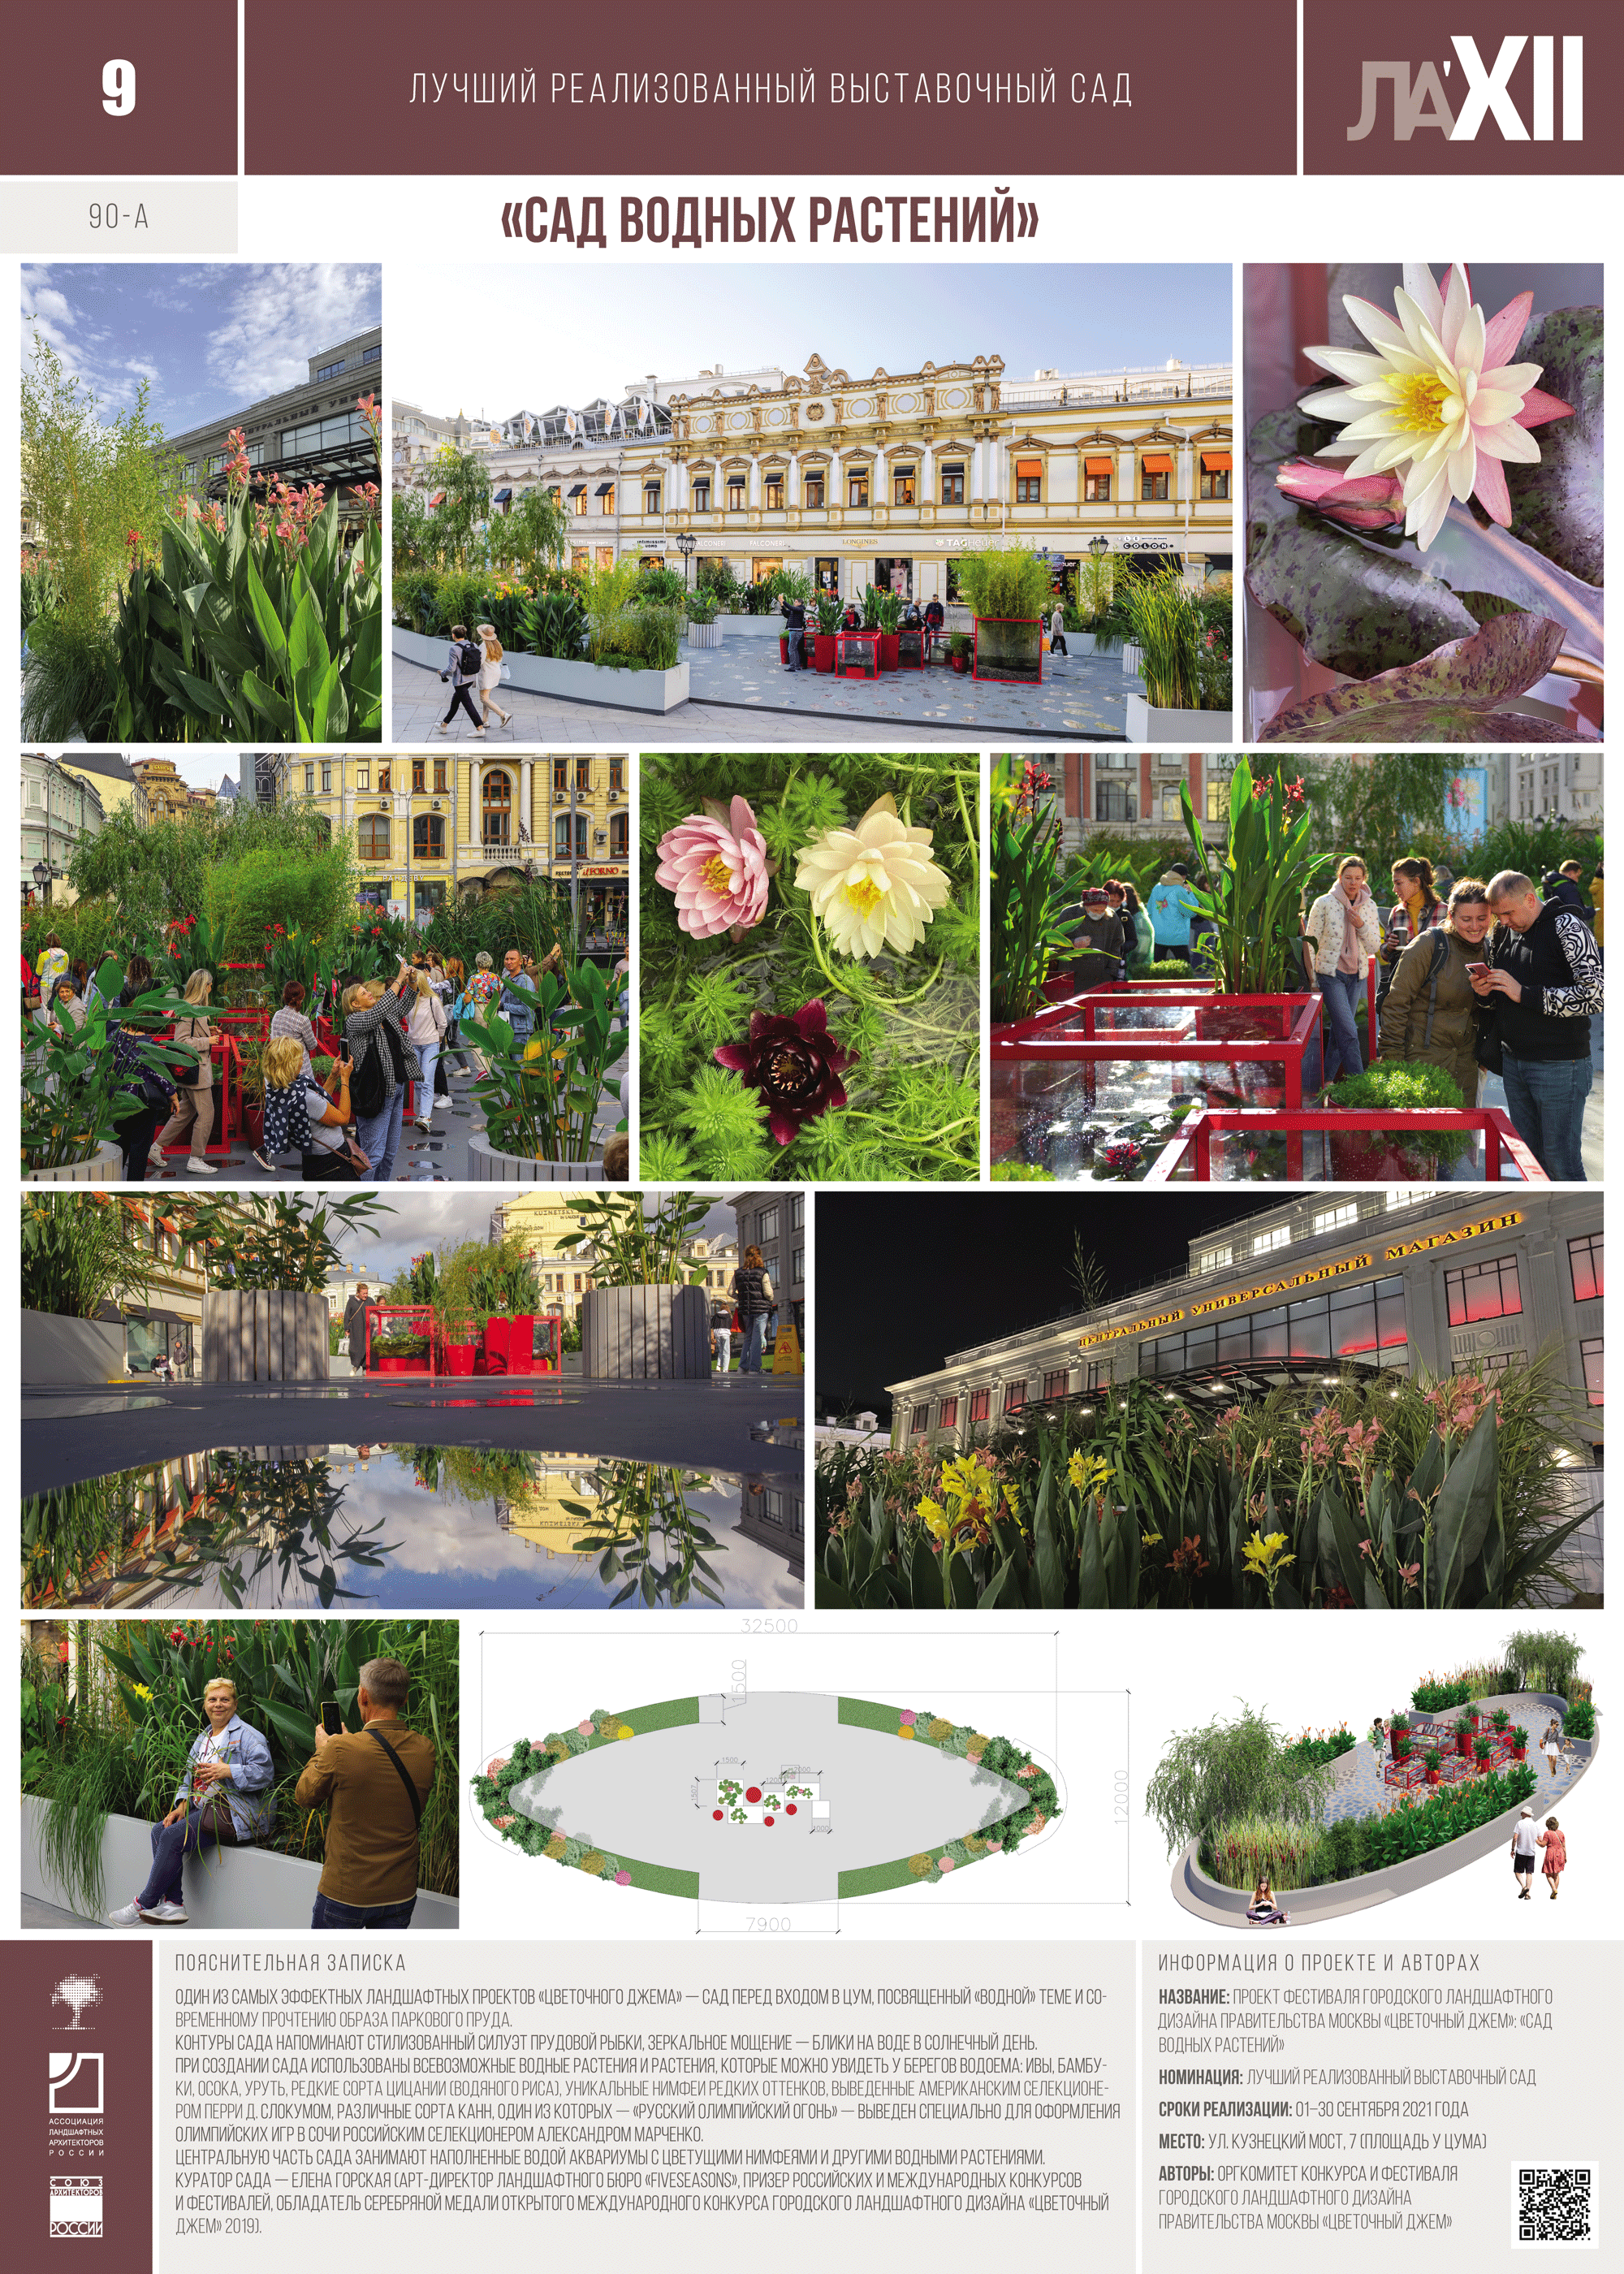 9
ЛУЧШИЙ РЕАЛИЗОВАННЫЙ ВЫСТАВОЧНЫЙ САД
ЛА'XII
90-А
«САД ВОДНЫХ РАСТЕНИЙ»
FALCONERI
LONGINES
TAGHeuer
IL FORNO
KUZNETSKI
ЦЕНТРАЛЬНЫЙ УНИВЕРСАЛЬНЫЙ МАГАЗИН
32500
1500
1500
12000
7900
ПОЯСНИТЕЛЬНАЯ ЗАПИСКА
ОДИН ИЗ САМЫХ ЭФФЕКТНЫХ ЛАНДШАФТНЫХ ПРОЕКТОВ «ЦВЕТОЧНОГО ДЖЕМА» — САД ПЕРЕД ВХОДОМ В ЦУМ, ПОСВЯЩЕННЫЙ «ВОДНОЙ» ТЕМЕ И СО-
ВРЕМЕННОМУ ПРОЧТЕНИЮ ОБРАЗА ПАРКОВОГО ПРУДА.
КОНТУРЫ САДА НАПОМИНАЮТ СТИЛИЗОВАННЫЙ СИЛУЭТ ПРУДОВОЙ РЫБКИ, ЗЕРКАЛЬНОЕ МОЩЕНИЕ — БЛИКИ НА ВОДЕ В СОЛНЕЧНЫЙ ДЕНЬ.
ПРИ СОЗДАНИИ САДА ИСПОЛЬЗОВАНЫ ВСЕВОЗМОЖНЫЕ ВОДНЫЕ РАСТЕНИЯ И РАСТЕНИЯ, КОТОРЫЕ МОЖНО УВИДЕТЬ У БЕРЕГОВ ВОДОЕМА: ИВЫ, БАМБУ-
КИ, ОСОКА, УРУТЬ, РЕДКИЕ СОРТА ЦИЦАНИИ (ВОДЯНОГО РИСА), УНИКАЛЬНЫЕ НИМФЕИ РЕДКИХ ОТТЕНКОВ, ВЫВЕДЕННЫЕ АМЕРИКАНСКИМ СЕЛЕКЦИОНЕ-
РОМ ПЕРРИ Д. СЛОКУМОМ, РАЗЛИЧНЫЕ СОРТА КАНН, ОДИН ИЗ КОТОРЫХ — «РУССКИЙ ОЛИМПИЙСКИЙ ОГОНЬ» — ВЫВЕДЕН СПЕЦИАЛЬНО ДЛЯ ОФОРМЛЕНИЯ
ОЛИМПИЙСКИХ ИГР В СОЧИ РОССИЙСКИМ СЕЛЕКЦИОНЕРОМ АЛЕКСАНДРОМ МАРЧЕНКО.
ЦЕНТРАЛЬНУЮ ЧАСТЬ САДА ЗАНИМАЮТ НАПОЛНЕННЫЕ ВОДОЙ АКВАРИУМЫ С ЦВЕТУЩИМИ НИМФЕЯМИ И ДРУГИМИ ВОДНЫМИ РАСТЕНИЯМИ.
КУРАТОР САДА — ЕЛЕНА ГОРСКАЯ (АРТ-ДИРЕКТОР ЛАНДШАФТНОГО БЮРО «FIVESEASONS», ПРИЗЕР РОССИЙСКИХ И МЕЖДУНАРОДНЫХ КОНКУРСОВ
И ФЕСТИВАЛЕЙ, ОБЛАДАТЕЛЬ СЕРЕБРЯНОЙ МЕДАЛИ ОТКРЫТОГО МЕЖДУНАРОДНОГО КОНКУРСА ГОРОДСКОГО ЛАНДШАФТНОГО ДИЗАЙНА «ЦВЕТОЧНЫЙ
ДЖЕМ» 2019).
ИНФОРМАЦИЯ О ПРОЕКТЕ И АВТОРАХ
НАЗВАНИЕ: ПРОЕКТ ФЕСТИВАЛЯ ГОРОДСКОГО ЛАНДШАФТНОГО
ДИЗАЙНА ПРАВИТЕЛЬСТВА МОСКВЫ «ЦВЕТОЧНЫЙ ДЖЕМ»: «САД
ВОДНЫХ РАСТЕНИЙ»
НОМИНАЦИЯ: ЛУЧШИЙ РЕАЛИЗОВАННЫЙ ВЫСТАВОЧНЫЙ САД
СРОКИ РЕАЛИЗАЦИИ: 01–30 СЕНТЯБРЯ 2021 ГОДА
МЕСТО: УЛ. КУЗНЕЦКИЙ МОСТ, 7 (ПЛОЩАДЬ У ЦУМА)
АВТОРЫ: ОРГКОМИТЕТ КОНКУРСА И ФЕСТИВАЛЯ
ГОРОДСКОГО ЛАНДШАФТНОГО ДИЗАЙНА
ПРАВИТЕЛЬСТВА МОСКВЫ «ЦВЕТОЧНЫЙ ДЖЕМ»
АССОЦИАЦИЯ
ЛАНДШАФТНЫХ
АРХИТЕКТОРОВ
РОССИИ
СОЮЗ
АРХИТЕКТОРОВ
РОССИИ